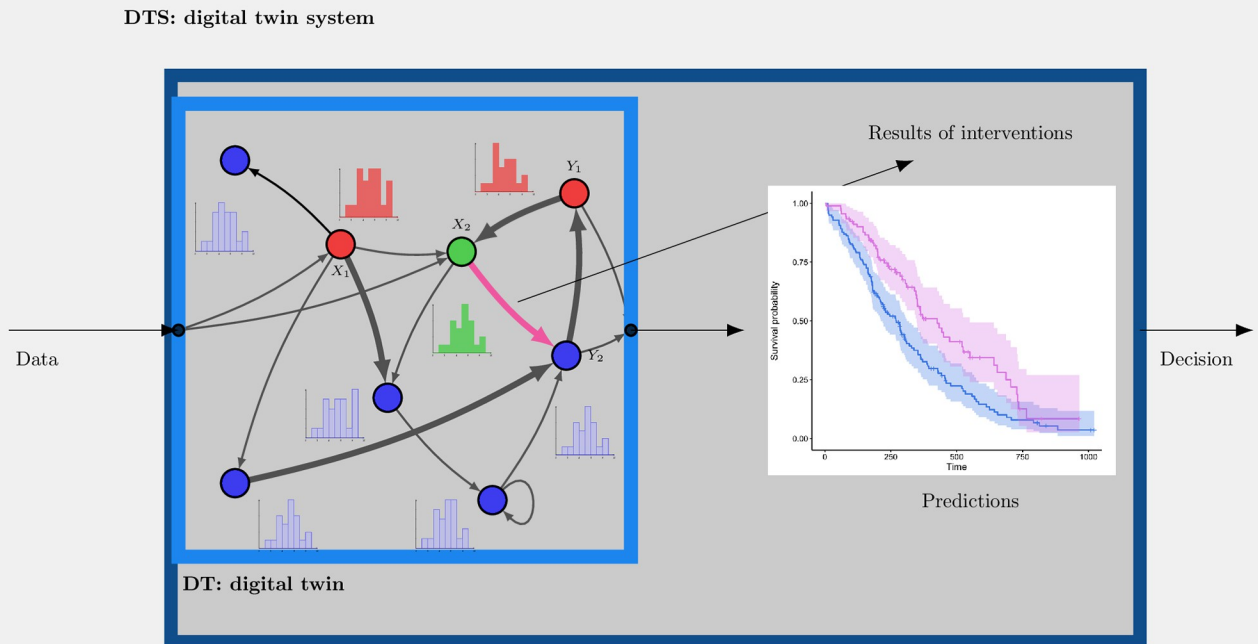 DTS: digital twin system
Results of interventions
Y1
X2
X1
Y2
Data
Decision
1.00
0.75
0.50
0.25
0.00
Survival probability
0
250
500
750
1000
Time
Predictions
DT: digital twin